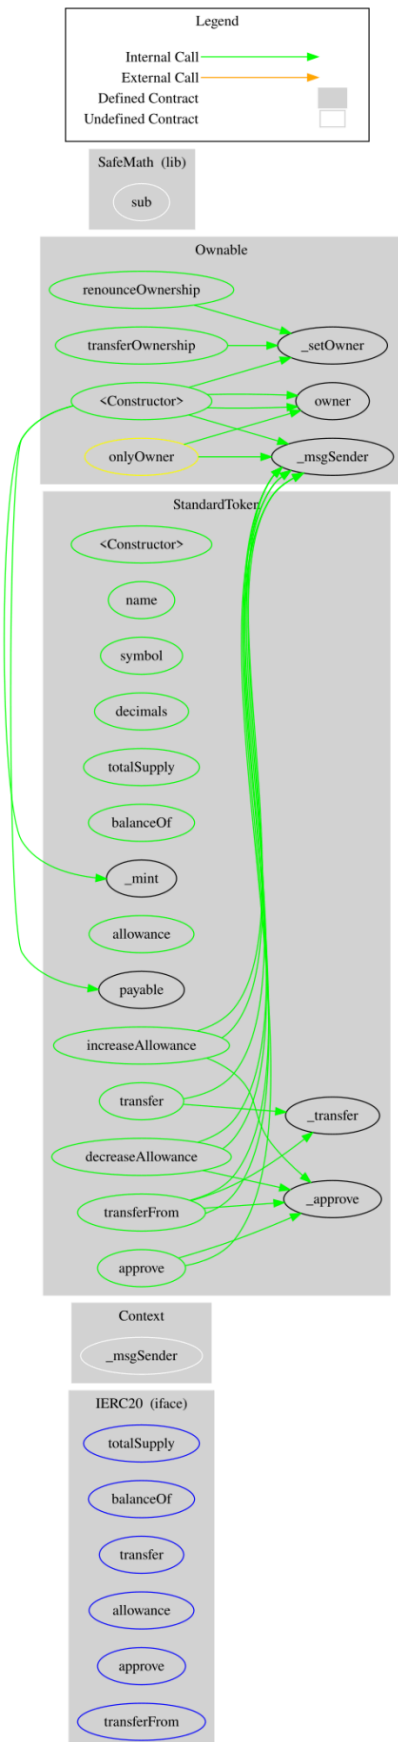 Legend
Internal Call
External Call
Defined Contract
Undefined Contract
SafeMath (lib)
sub
Ownable
renounceOwnership
_setOwner
transferOwnership
<Constructor>
owner
onlyOwner
_msgSender
StandardToken
<Constructor>
name
symbol
decimals
totalSupply
balanceOf
_mint
allowance
payable
increaseAllowance
transfer
_transfer
decreaseAllowance
transferFrom
_approve
approve
Context
_msgSender
IERC20 (iface)
totalSupply
balanceOf
transfer
allowance
approve
transferFrom